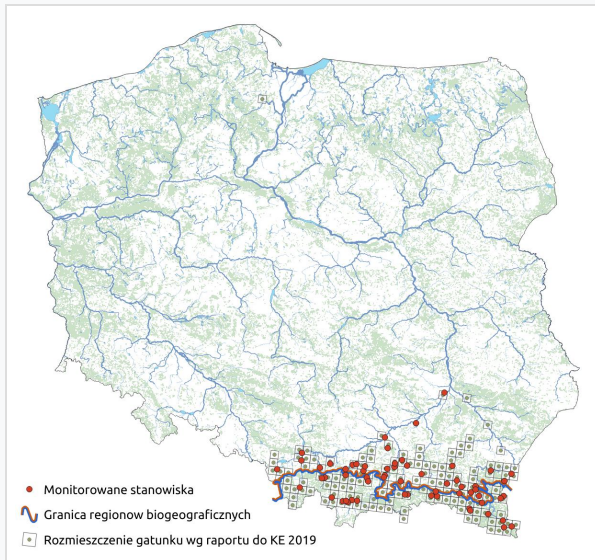 Monitorowane stanowiska
Granica regionow biogeograficznych
Rozmieszczenie gatunku wg raportu do KE 2019